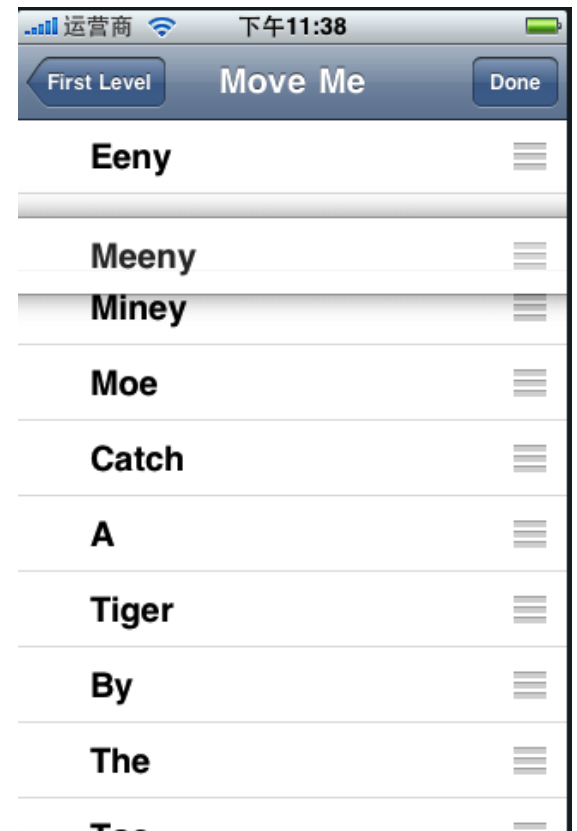 运营商 下午11:38
First Level Move Me Done
Eeny
Meeny
Miney
Moe
Catch
A
Tiger
By
The